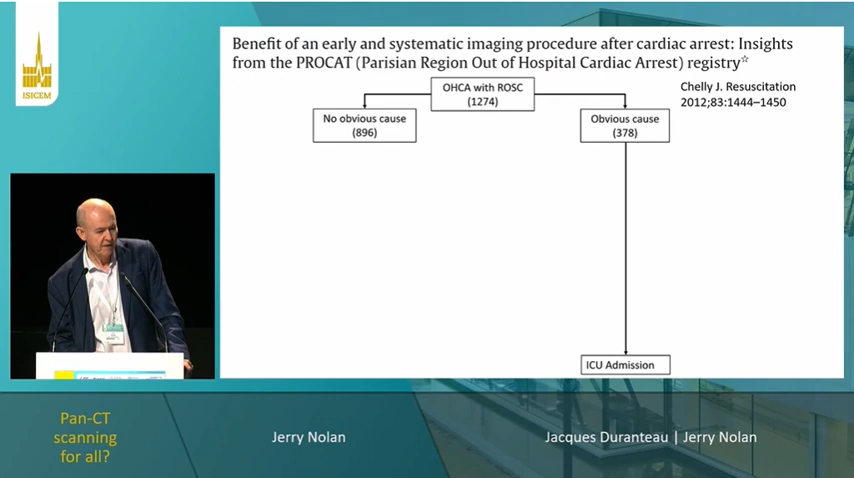 ISICEM
Benefit of an early and systematic imaging procedure after cardiac arrest: Insights
from the PROCAT (Parisian Region Out of Hospital Cardiac Arrest) registry☆
Chelly J. Resuscitation
2012;83:1444–1450
OHCA with ROSC
(1274)
No obvious cause
(896)
Obvious cause
(378)
ICU Admission
Pan-CT
scanning
for all?
Jerry Nolan
Jacques Duranteau | Jerry Nolan